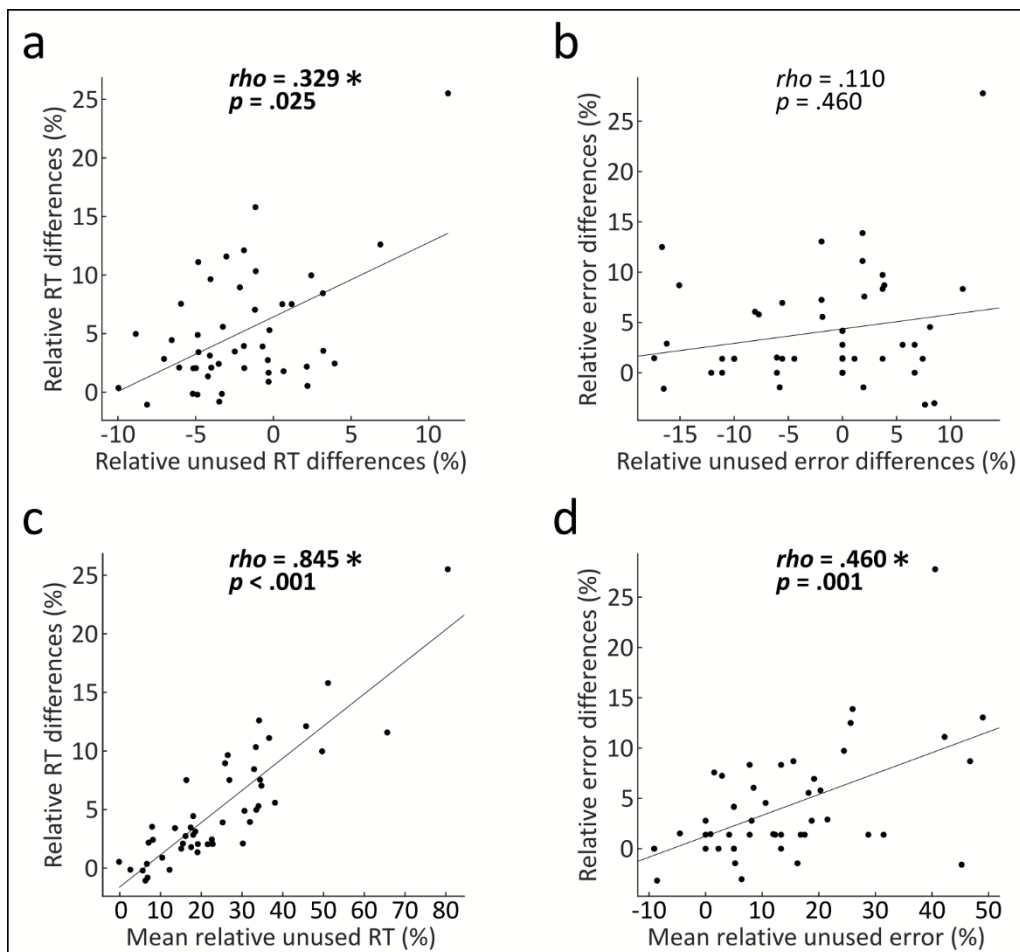 a
rho = .329 *
p = .025
Relative RT differences (%)
25
20
15
10
5
0
-10
-5
0
5
10
Relative unused RT differences (%)
b
rho = .110
p = .460
Relative error differences (%)
25
20
15
10
5
0
-15
-10
-5
0
5
10
Relative unused error differences (%)
c
rho = .845 *
p < .001
Relative RT differences (%)
25
20
15
10
5
0
0
10
20
30
40
50
60
70
80
Mean relative unused RT (%)
d
rho = .460 *
p = .001
Relative error differences (%)
25
20
15
10
5
0
-10
0
10
20
30
40
50
Mean relative unused error (%)